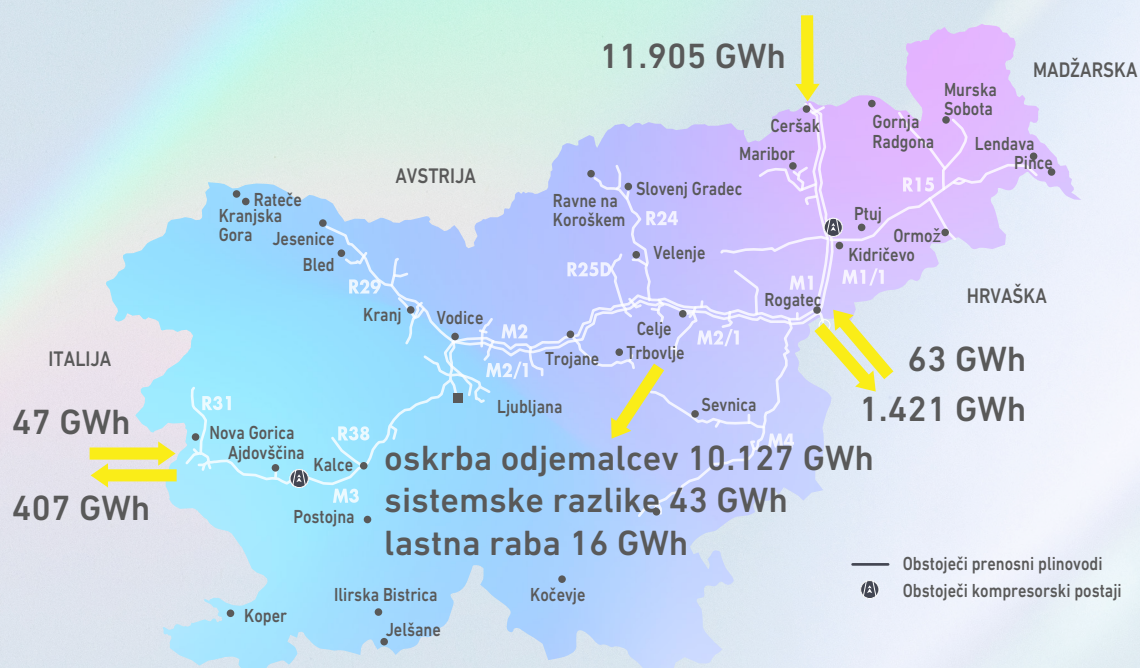 11.905 GWh
MADŽARSKA
Murska
Sobota
Ceršak
Gornja
Radgona
Lendava
Pince
Maribor
AVSTRIJA
Ravne na
Koroškem
Slovenj Gradec
R15
Rateče
Kranjska
Gora
R24
Ptuj
Ormož
Jesenice
Bled
Velenje
Kidričevo
R25D
M1
M1/1
R29
Rogatec
HRVAŠKA
Kranj
Vodice
M2
Celje
M2/1
ITALIJA
M2/1
Trojane
Trbovlje
63 GWh
Ljubljana
Sevnica
1.421 GWh
R31
47 GWh
Nova Gorica
R38
M4
Ajdovščina
Kalce
oskrba odjemalcev 10.127 GWh
M3
sistemske razlike 43 GWh
407 GWh
Postojna
lastna raba 16 GWh
Obstoječi prenosni plinovodi
Obstoječi kompresorski postaji
Kočevje
Ilirska Bistrica
Koper
Jelšane